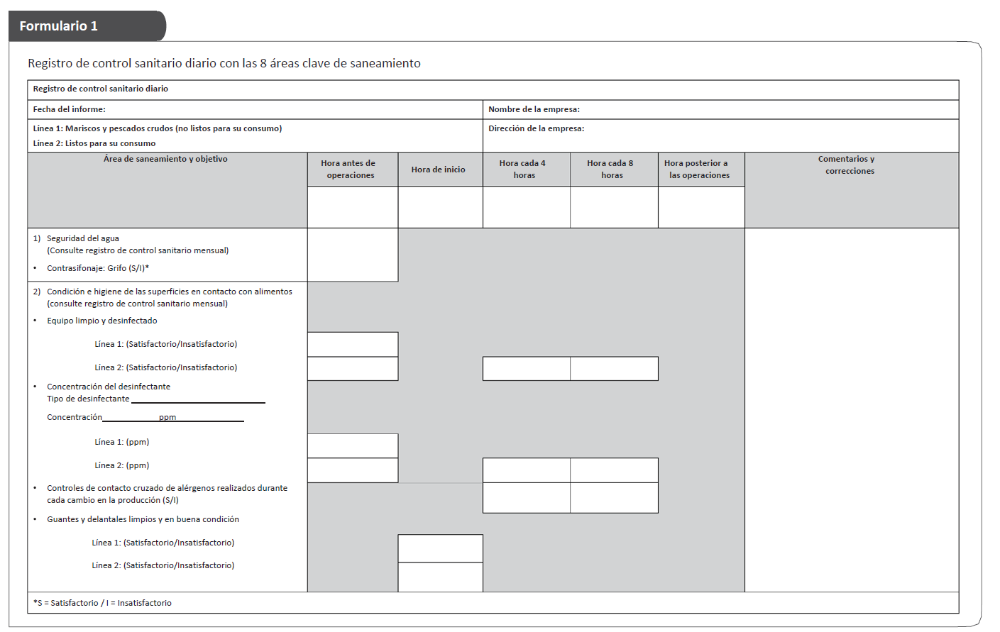 Formulario 1
Registro de control sanitario diario con las 8 áreas clave de saneamiento
Registro de control sanitario diario
Fecha del informe:
Nombre de la empresa:
Línea 1: Mariscos y pescados crudos (no listos para su consumo)
Línea 2: Listos para su consumo
Dirección de la empresa:
Área de saneamiento y objetivo
Hora antes de
operaciones
Hora de inicio
Hora cada 4
horas
Hora cada 8
horas
Hora posterior a
las operaciones
Comentarios y
correcciones
1) Seguridad del agua
(Consulte registro de control sanitario mensual)
• Contrasifonaje: Grifo (S/I)*
2) Condición e higiene de las superficies en contacto con alimentos
(consulte registro de control sanitario mensual)
• Equipo limpio y desinfectado
Línea 1: (Satisfactorio/Insatisfactorio)
Línea 2: (Satisfactorio/Insatisfactorio)
• Concentración del desinfectante
Tipo de desinfectante
Concentración ppm
Línea 1: (ppm)
Línea 2: (ppm)
• Controles de contacto cruzado de alérgenos realizados durante
cada cambio en la producción (S/I)
• Guantes y delantales limpios y en buena condición
Línea 1: (Satisfactorio/Insatisfactorio)
Línea 2: (Satisfactorio/Insatisfactorio)
*S = Satisfactorio / I = Insatisfactorio